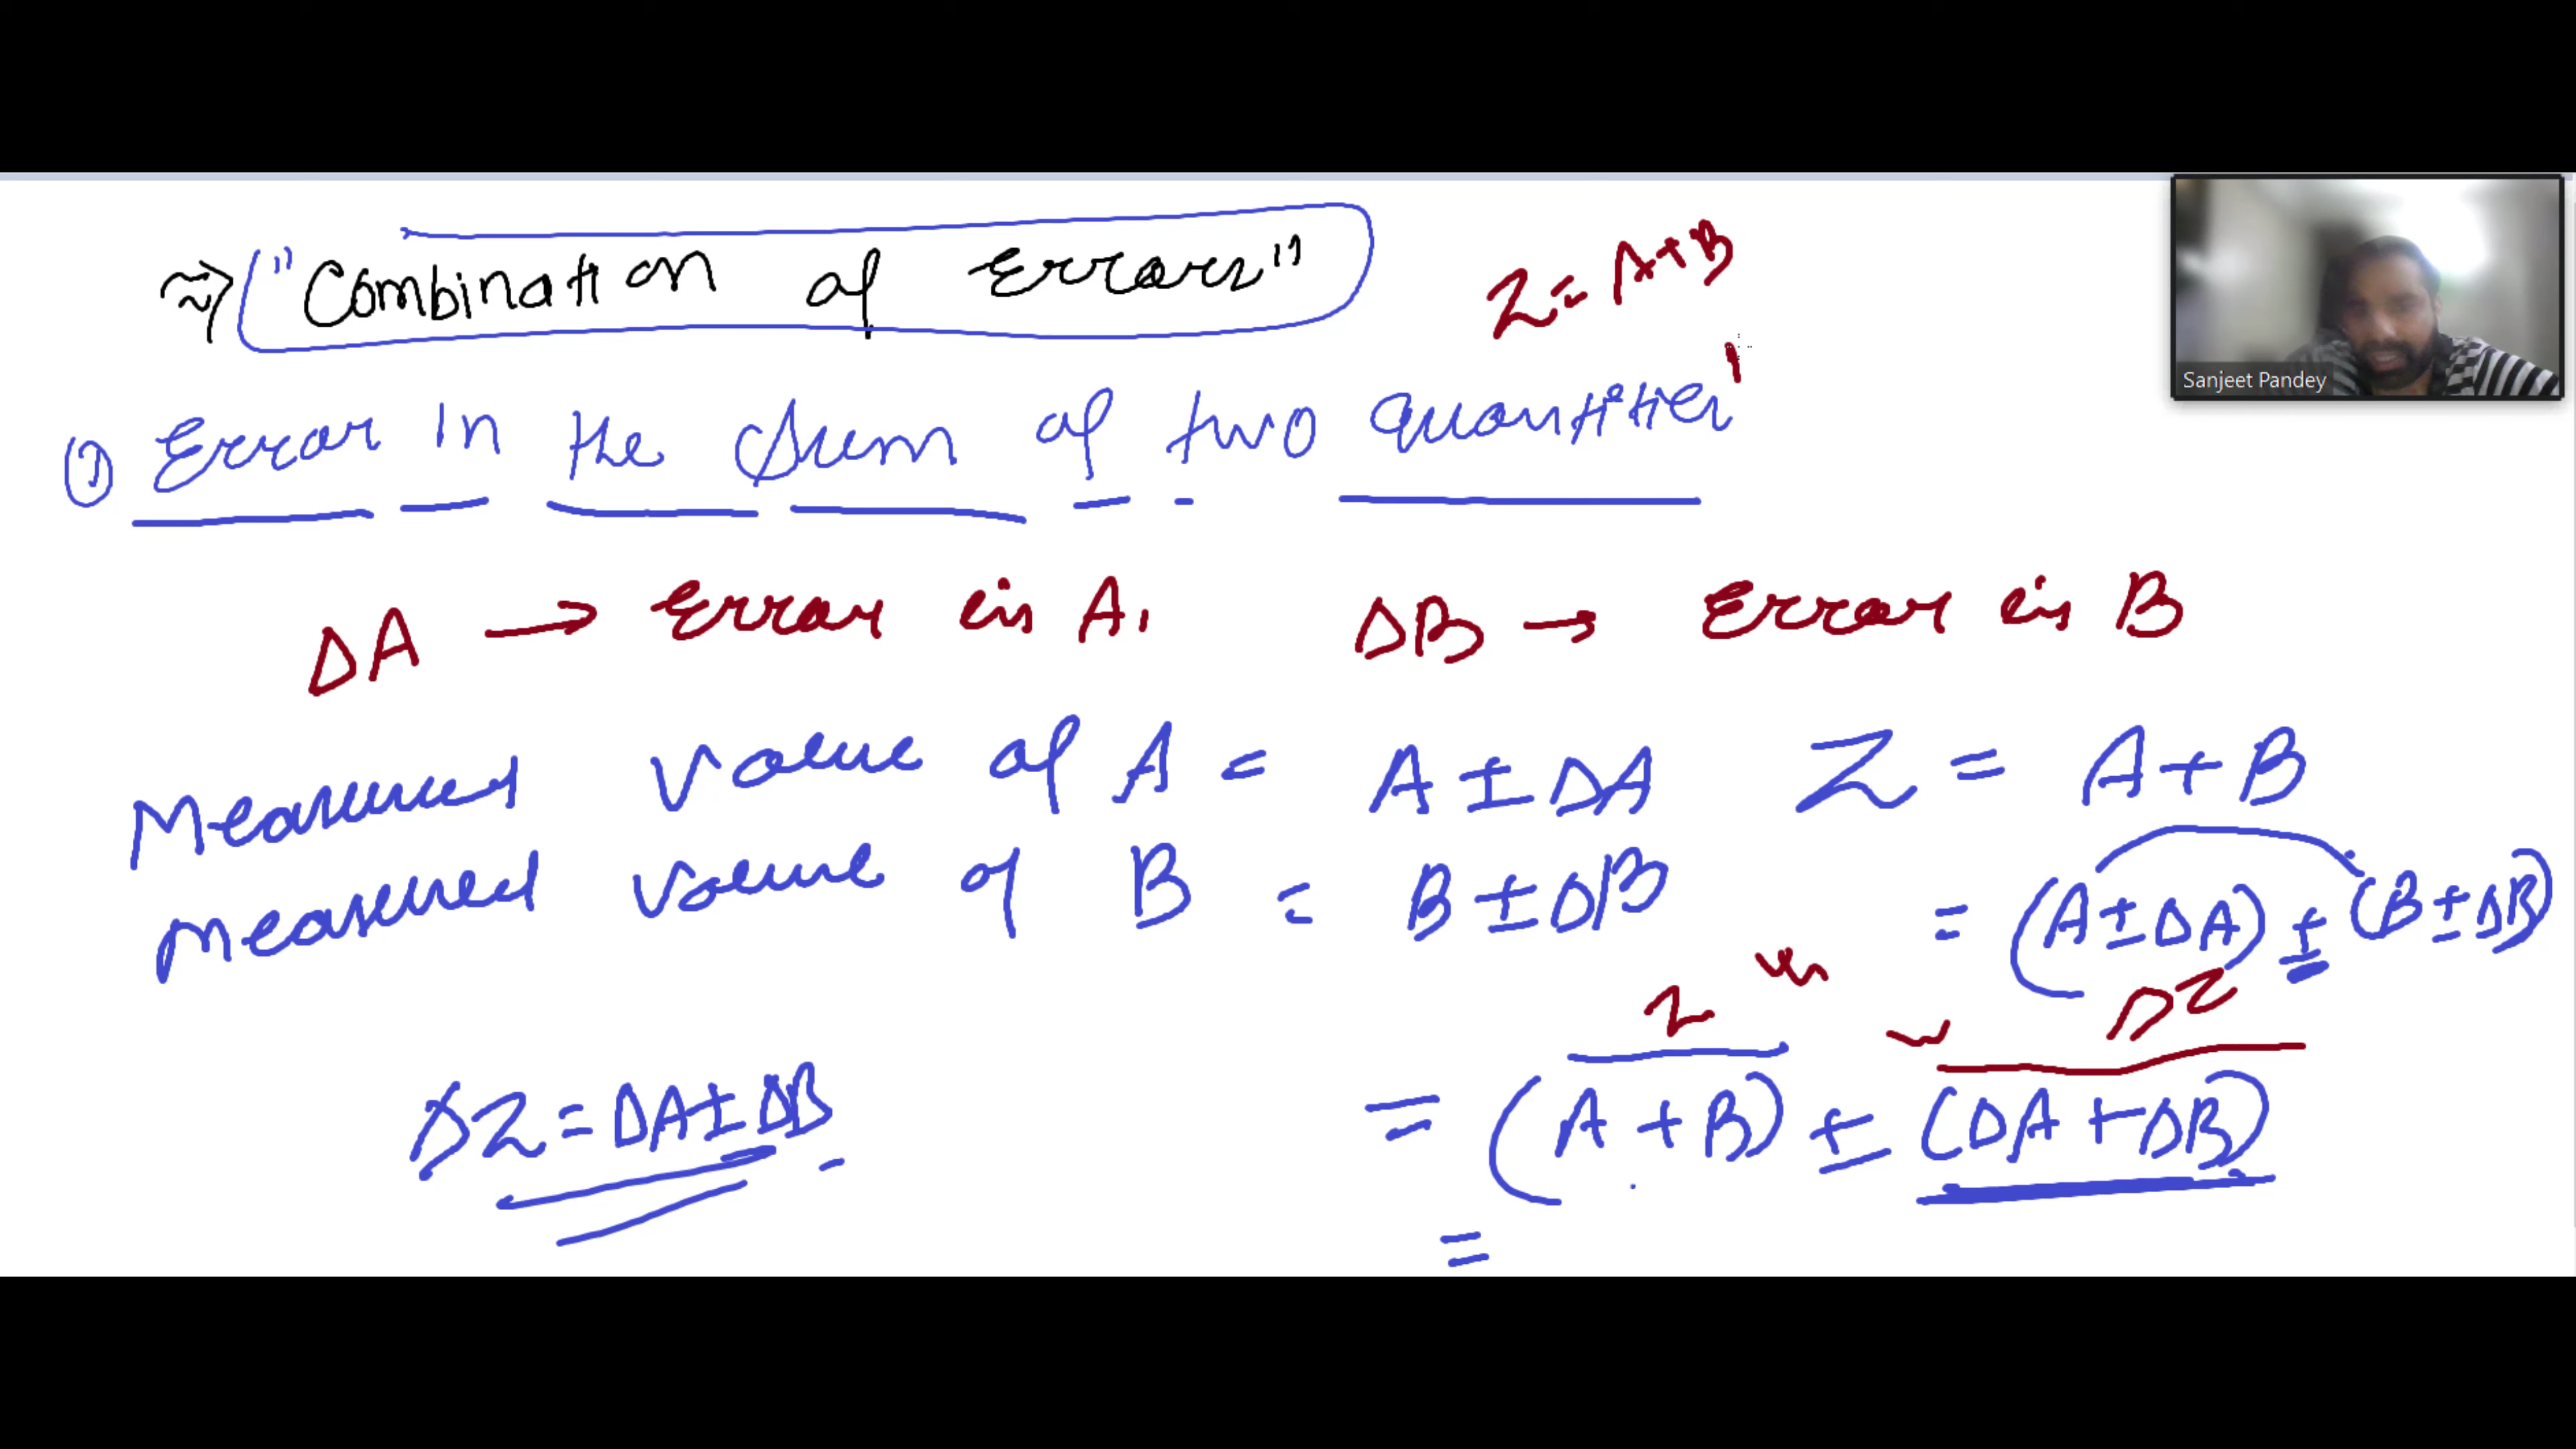 ⇒ "Combination of Errors"
Z = A+B
Sanjeet Pandey
① Error in the Sum of two quantities'
ΔA → Error in A, ΔB → Error in B
Measured value of A = A ± ΔA Z = A + B
measured value of B = B ± ΔB = (A ± ΔA) ± (B ± ΔB)
Z ΔZ
ΔZ = ΔA ± ΔB = (A + B) ± (ΔA + ΔB)
=